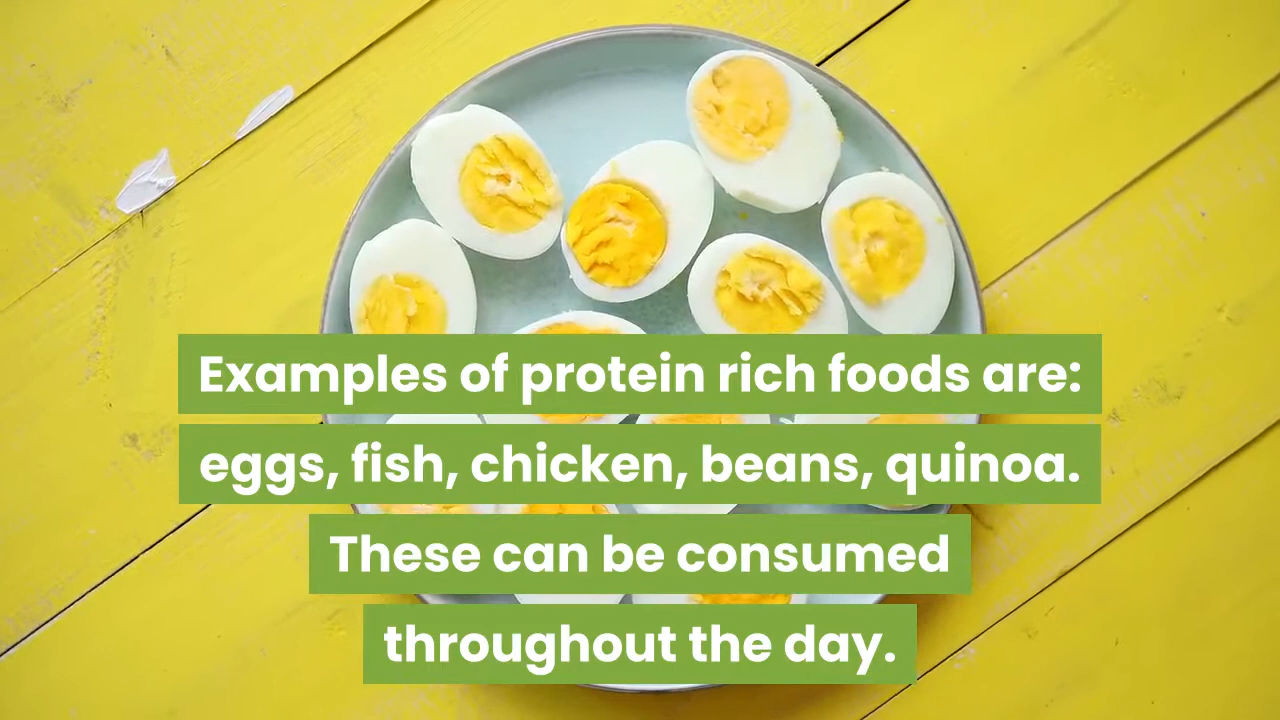 Examples of protein rich foods are:
eggs, fish, chicken, beans, quinoa.
These can be consumed
throughout the day.